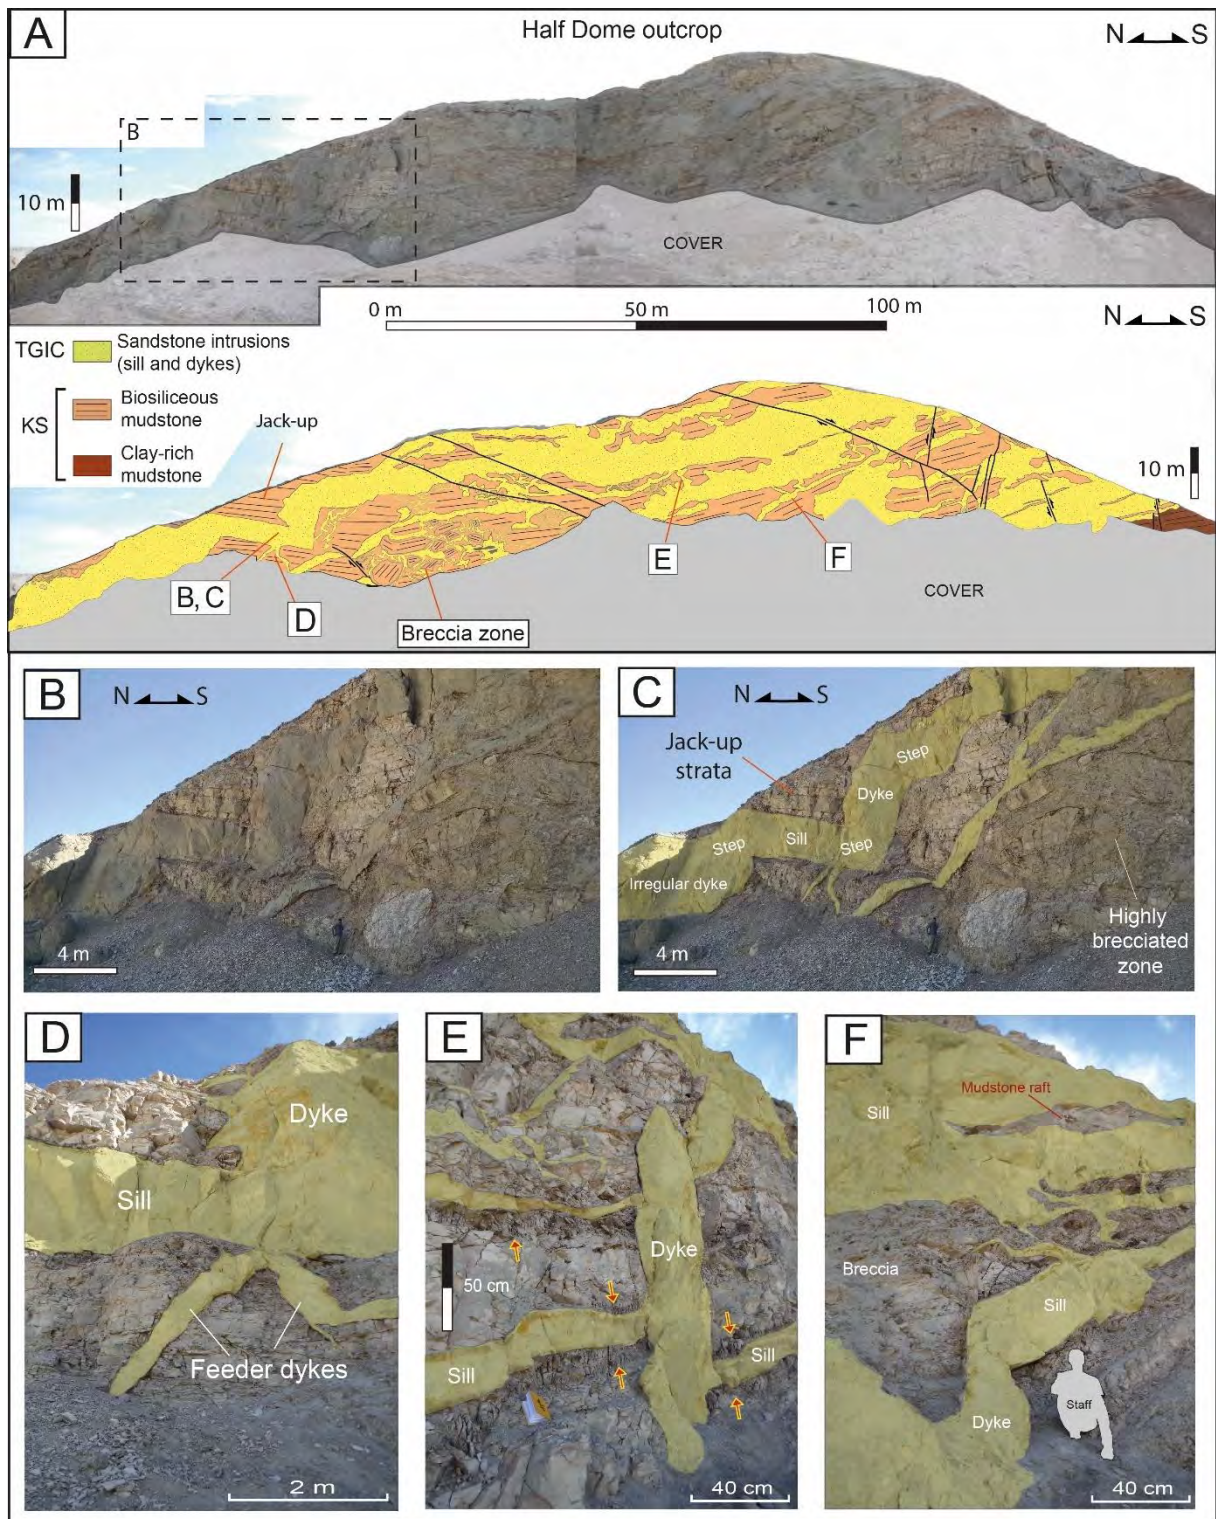 A
Half Dome outcrop
N S
B
10 m
COVER
0 m 50 m 100 m
N S
TGIC
Sandstone intrusions
(sill and dykes)
KS
Biosiliceous
mudstone
Clay-rich
mudstone
Jack-up
10 m
B, C
D
Breccia zone
E
F
COVER
B
N S
4 m
C
N S
Jack-up
strata
Step
Dyke
Step
Sill
Step
Irregular dyke
Highly
brecciated
zone
4 m
D
Dyke
Sill
Feeder dykes
2 m
E
Dyke
50 cm
Sill
Sill
40 cm
F
Sill
Mudstone raft
Breccia
Sill
Staff
Dyke
40 cm